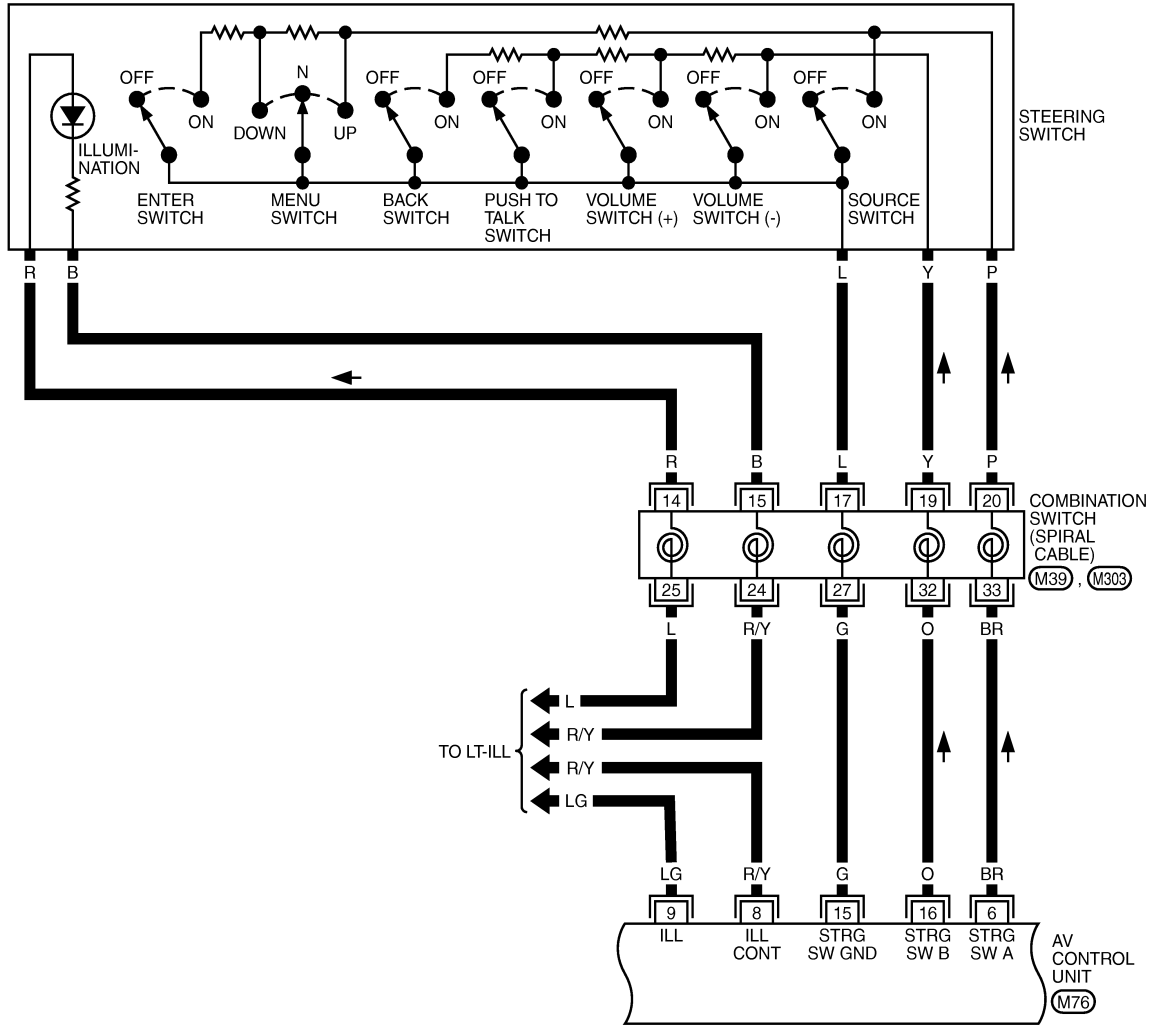 OFF
ON
N
DOWN
UP
OFF
ON
OFF
ON
OFF
ON
OFF
ON
OFF
ON
ILLUMI-
NATION
ENTER
SWITCH
MENU
SWITCH
BACK
SWITCH
PUSH TO
TALK
SWITCH
VOLUME
SWITCH (+)
VOLUME
SWITCH (-)
SOURCE
SWITCH
STEERING
SWITCH
R
B
L
Y
P
R
B
L
Y
P
14
15
17
19
20
COMBINATION
SWITCH
(SPIRAL
CABLE)
M39 , M303
25
24
27
32
33
L
R/Y
G
O
BR
TO LT-ILL
L
R/Y
R/Y
LG
LG
R/Y
G
O
BR
9
8
15
16
6
ILL
ILL
CONT
STRG
SW GND
STRG
SW B
STRG
SW A
AV
CONTROL
UNIT
M76